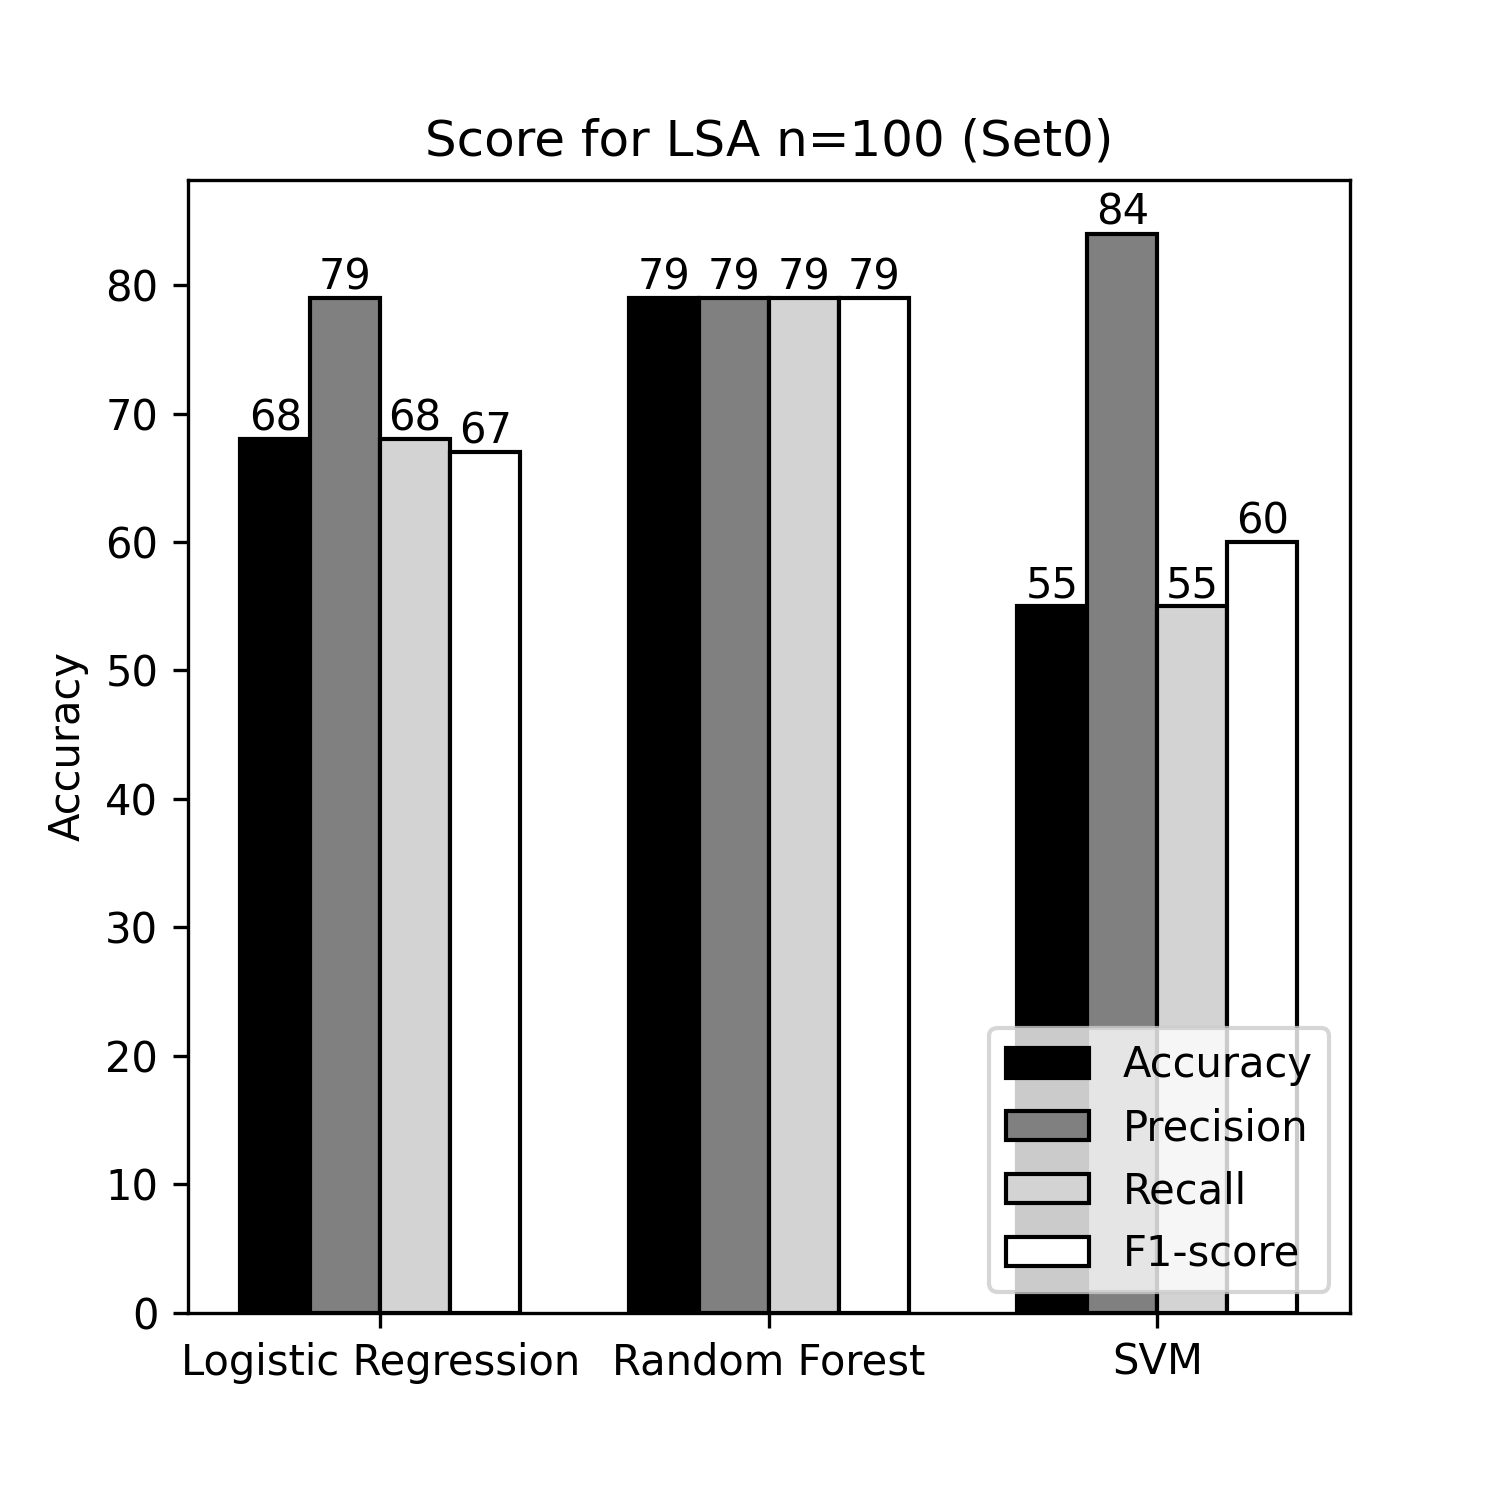 Score for LSA n=100 (Set0)
84
79
79 79 79 79
80
68 68 67
70
60
60
55 55
50
Accuracy
40
30
20
10
0
Accuracy
Precision
Recall
F1-score
Logistic Regression Random Forest SVM